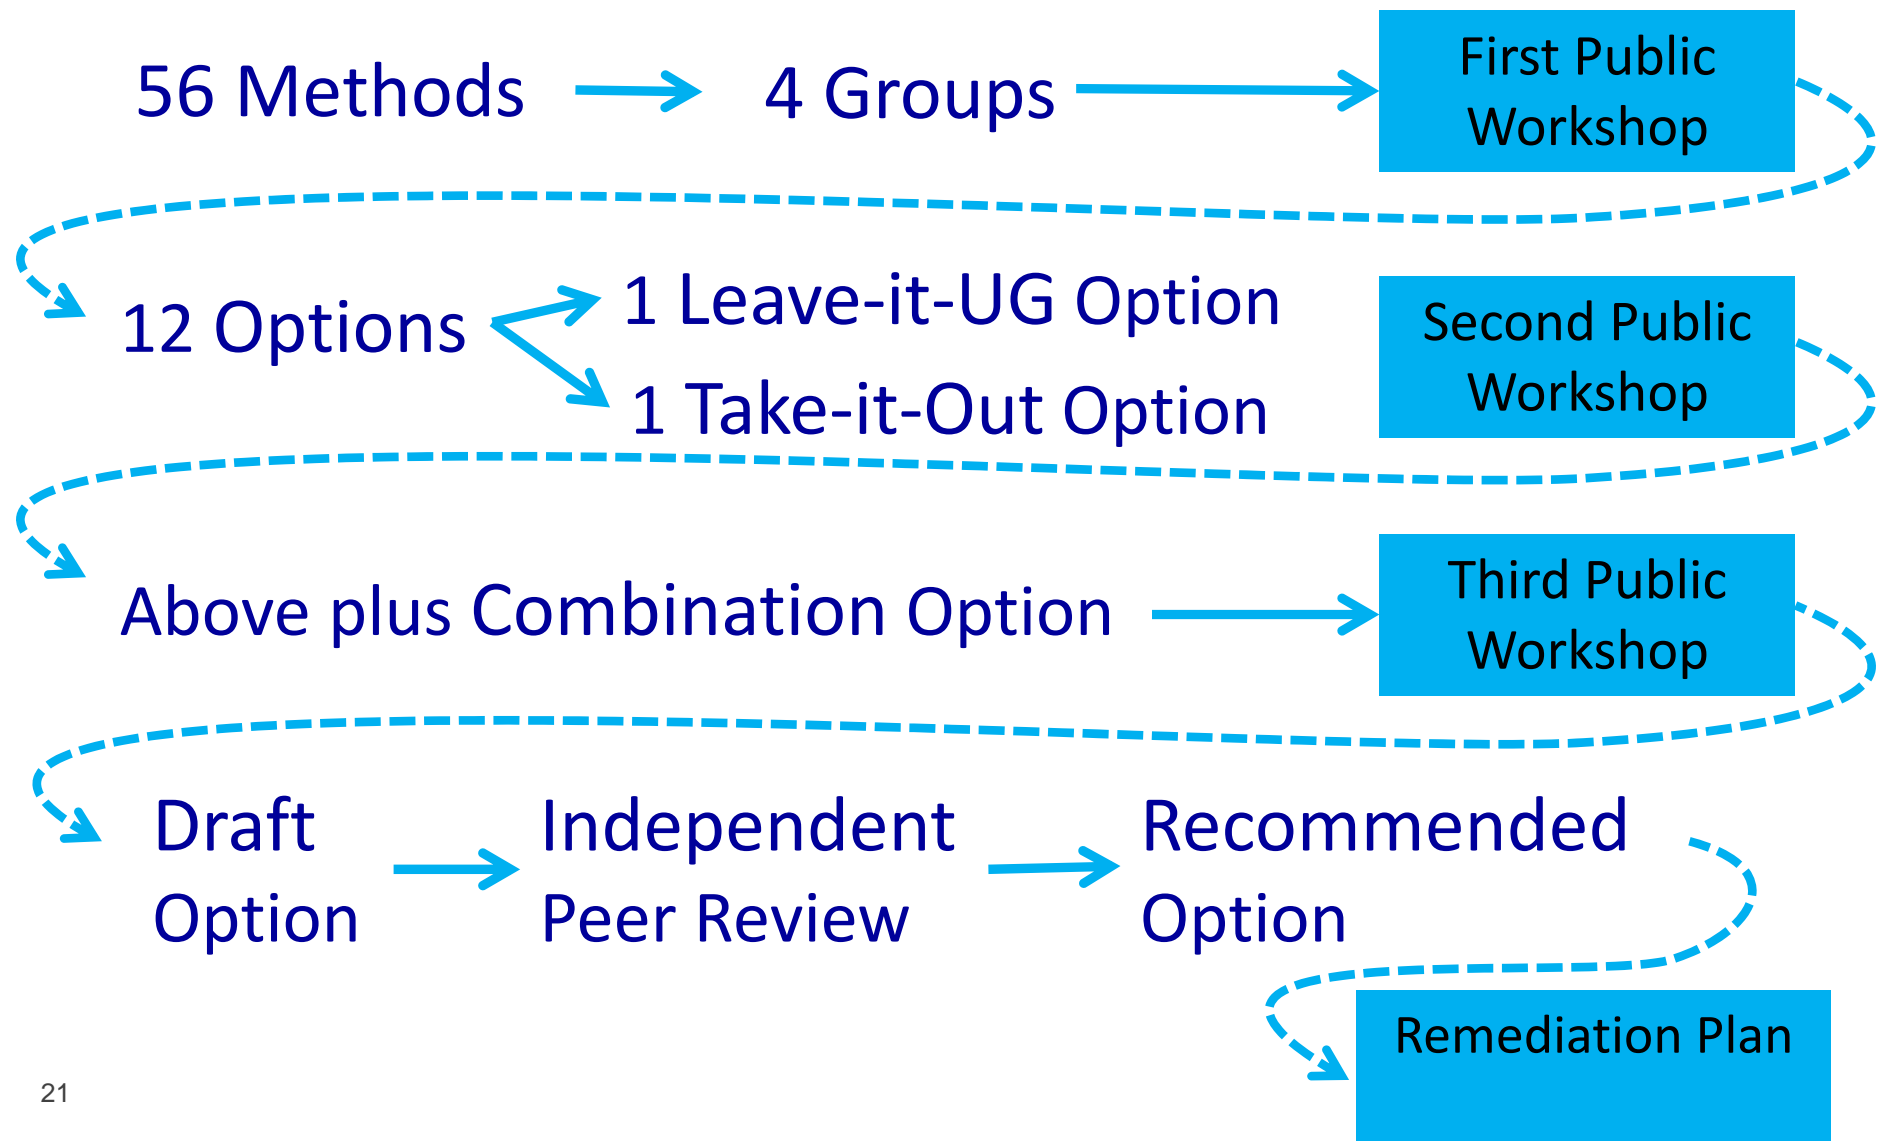 56 Methods
4 Groups
First Public
Workshop
12 Options
1 Leave-it-UG Option
1 Take-it-Out Option
Second Public
Workshop
Above plus Combination Option
Third Public
Workshop
Draft
Option
Independent
Peer Review
Recommended
Option
Remediation Plan
21